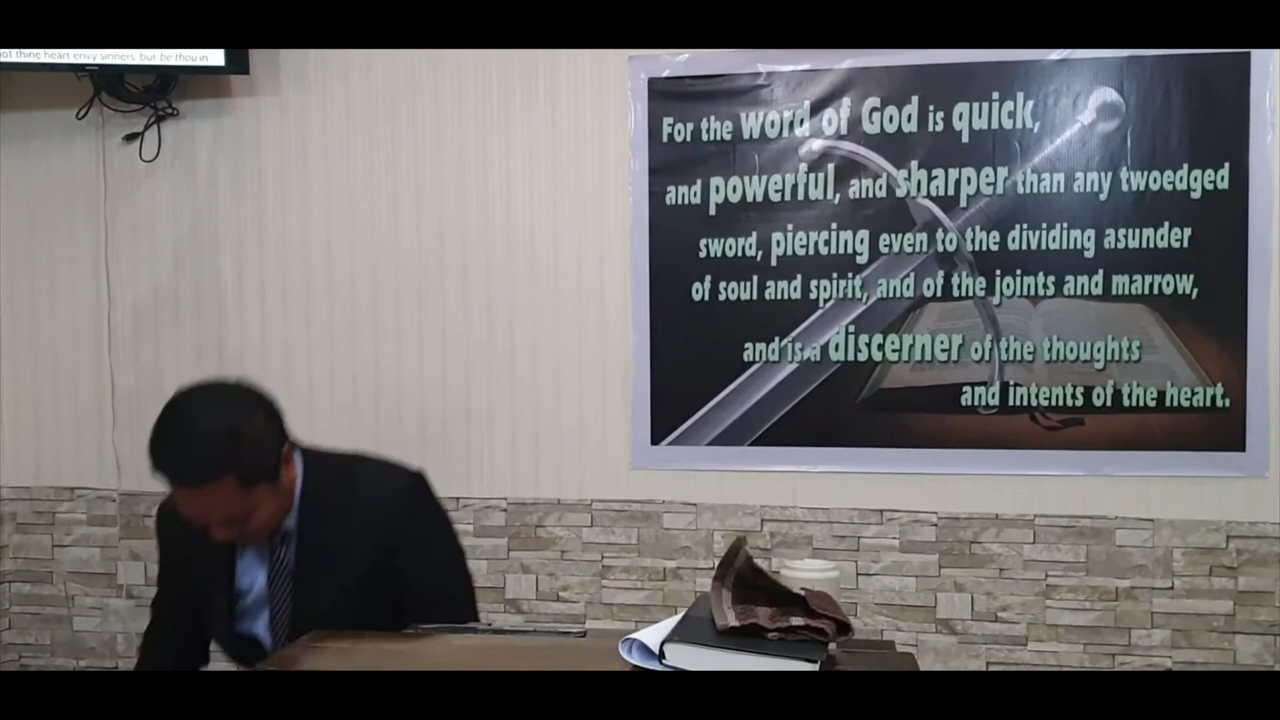 not thine heart envy sinners: but be thou in
For the word of God is quick,
and powerful, and sharper than any twoedged
sword, piercing even to the dividing asunder
of soul and spirit, and of the joints and marrow,
and is a discerner of the thoughts
and intents of the heart.